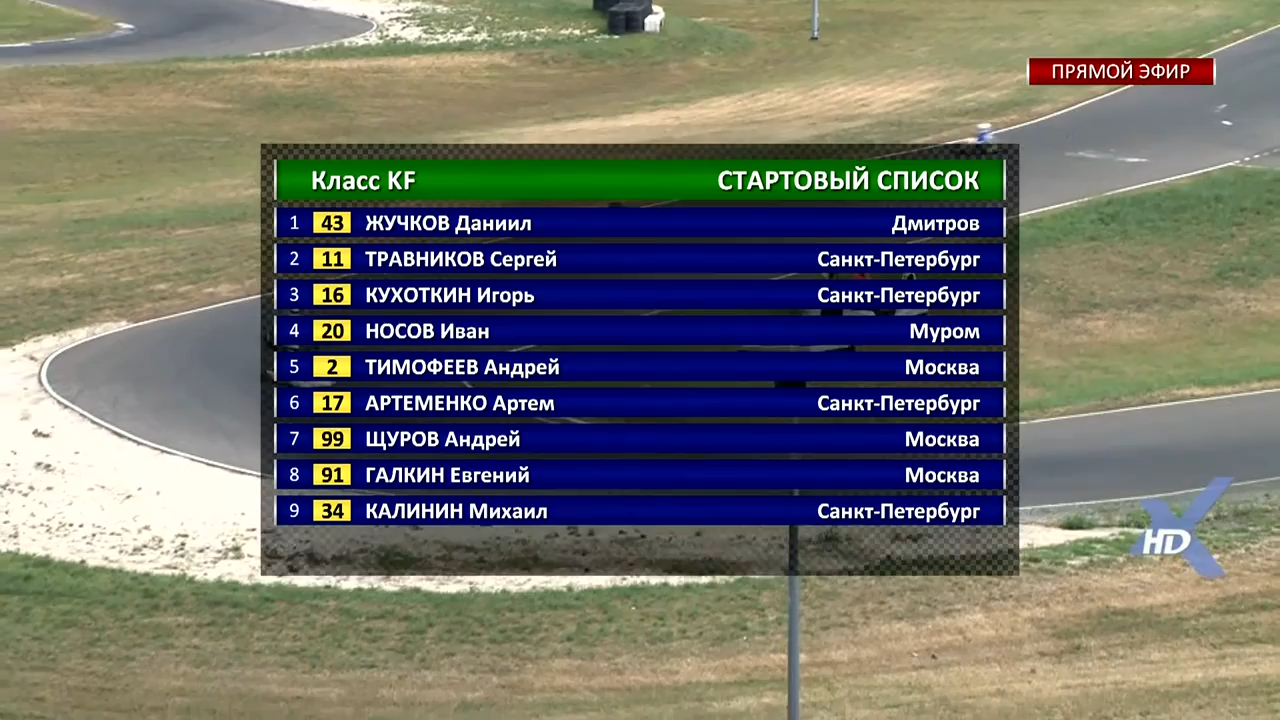 ПРЯМОЙ ЭФИР
Класс KF СТАРТОВЫЙ СПИСОК
1 43 ЖУЧКОВ Даниил Дмитров
2 11 ТРАВНИКОВ Сергей Санкт-Петербург
3 16 КУХОТКИН Игорь Санкт-Петербург
4 20 НОСОВ Иван Муром
5 2 ТИМОФЕЕВ Андрей Москва
6 17 АРТЕМЕНКО Артем Санкт-Петербург
7 99 ЩУРОВ Андрей Москва
8 91 ГАЛКИН Евгений Москва
9 34 КАЛИНИН Михаил Санкт-Петербург
X HD